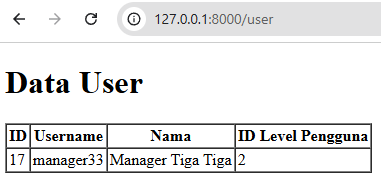 127.0.0.1:8000/user
Data User
ID Username Nama ID Level Pengguna
17 manager33 Manager Tiga Tiga 2